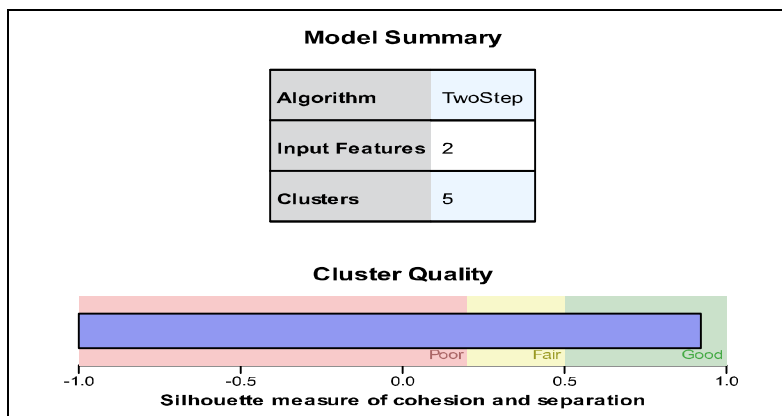 Model Summary
Algorithm TwoStep
Input Features 2
Clusters 5
Cluster Quality
Poor Fair Good
-1.0 -0.5 0.0 0.5 1.0
Silhouette measure of cohesion and separation